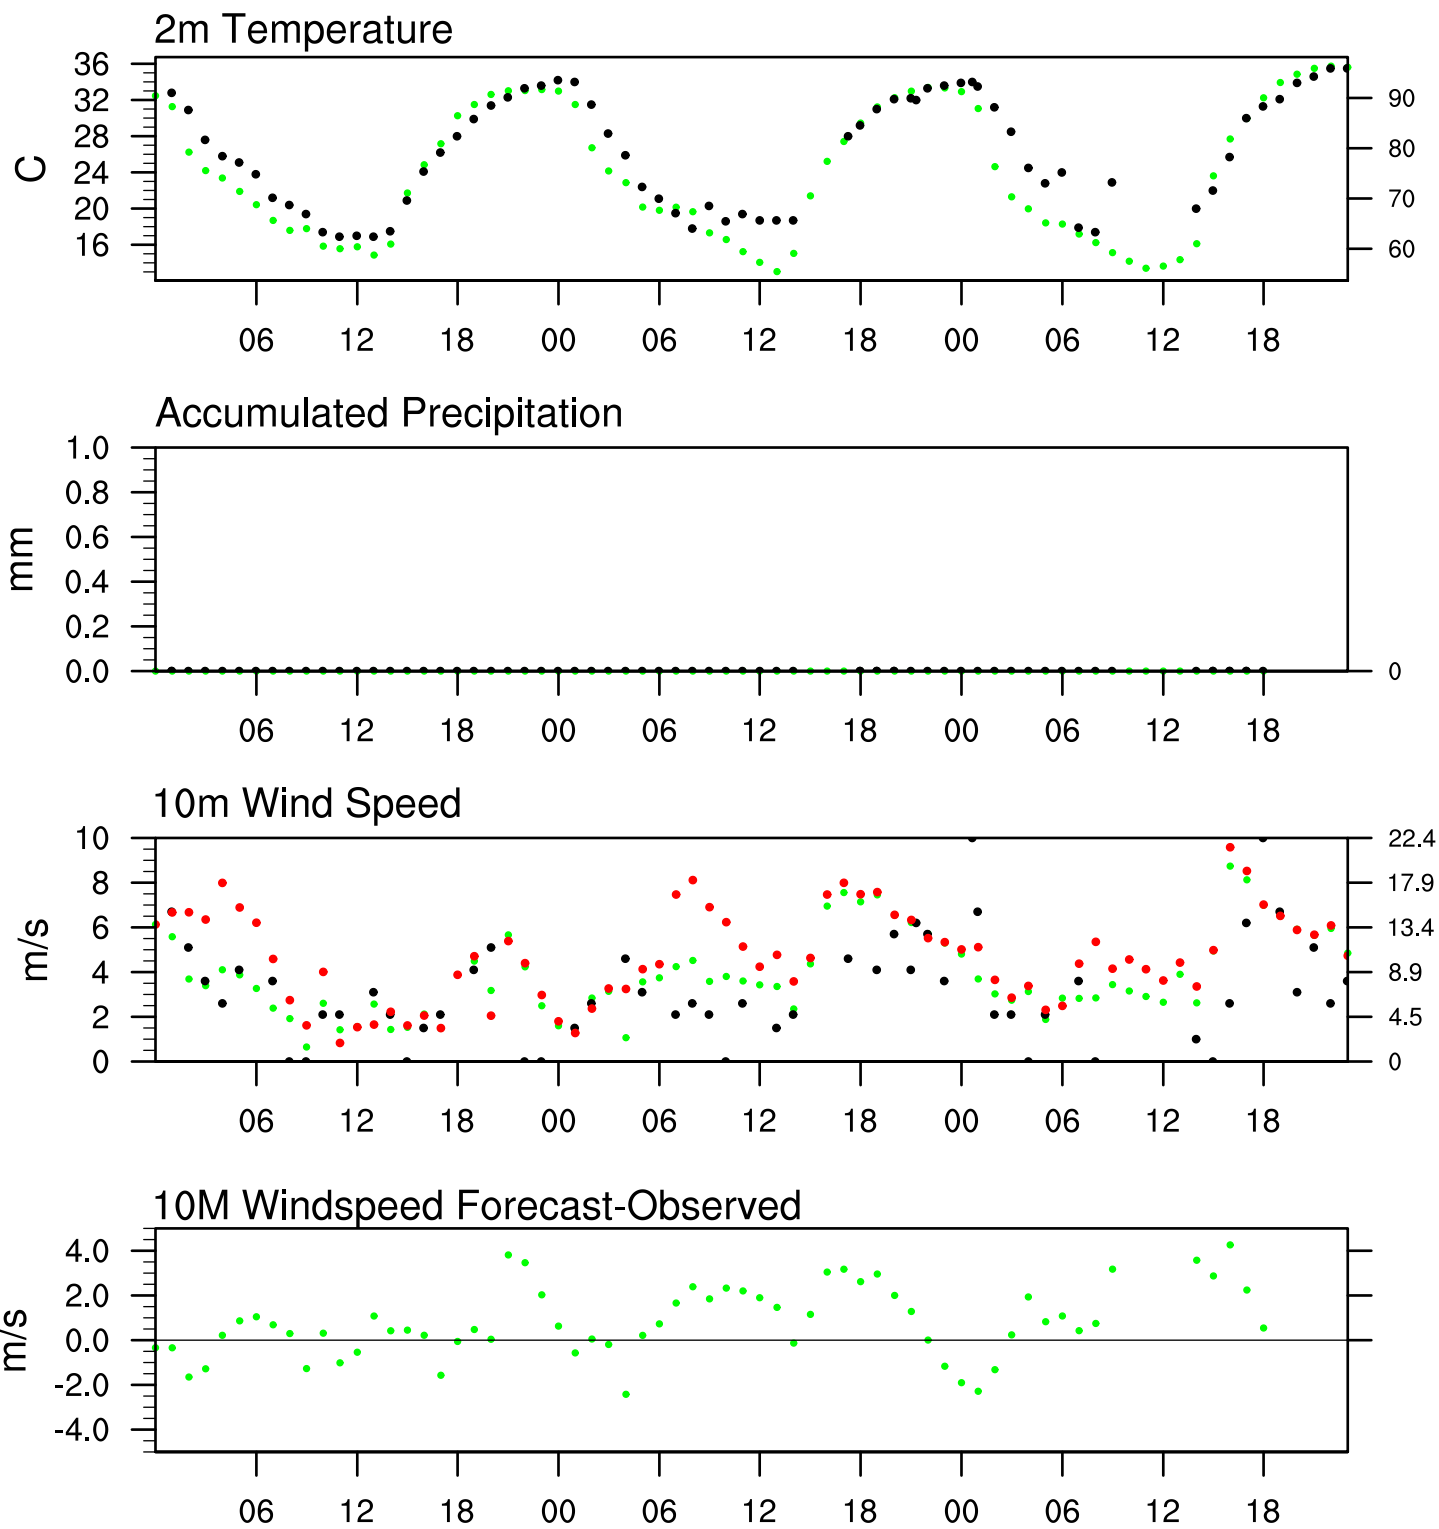 2m Temperature
36
32
28
24
20
16
C
90
80
70
60
06 12 18 00 06 12 18 00 06 12 18
Accumulated Precipitation
1.0
0.8
0.6
0.4
0.2
0.0
mm
0
06 12 18 00 06 12 18 00 06 12 18
10m Wind Speed
10
8
6
4
2
0
m/s
22.4
17.9
13.4
8.9
4.5
0
06 12 18 00 06 12 18 00 06 12 18
10M Windspeed Forecast-Observed
4.0
2.0
0.0
-2.0
-4.0
m/s
06 12 18 00 06 12 18 00 06 12 18